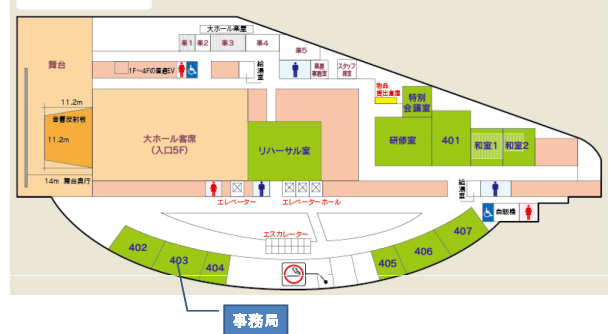 大ホール楽屋
楽1
楽2
楽3
楽4
楽5
舞台
1F～4Fの直通EV
給湯室
楽屋
事務室
スタッフ
控室
物品
貸出倉庫
特別
会議室
11.2m
音響反射板
11.2m
大ホール客席
(入口5F)
リハーサル室
研修室
401
和室1
和室2
14m 舞台奥行
給湯室
エレベーター
エレベーターホール
自販機
エスカレーター
402
403
404
405
406
407
事務局